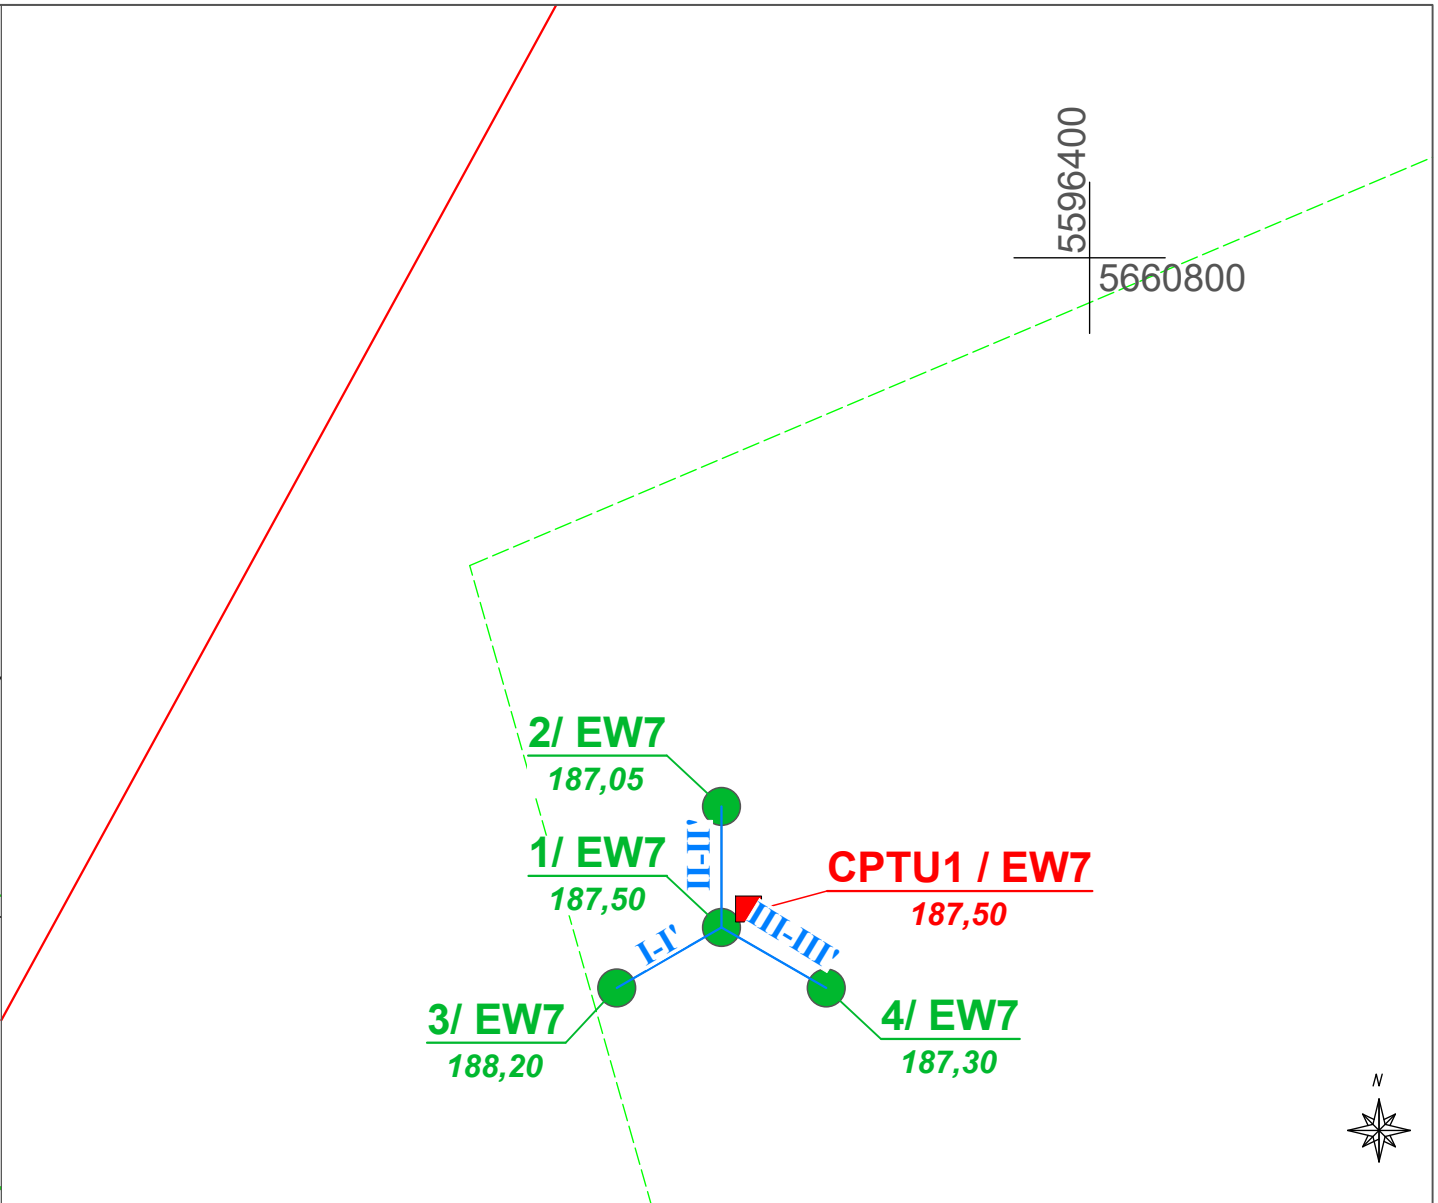 5596400
5660800
2/ EW7
187,05
II-II'
1/ EW7
187,50
CPTU1 / EW7
187,50
I-I'
III-III'
3/ EW7
188,20
4/ EW7
187,30
N